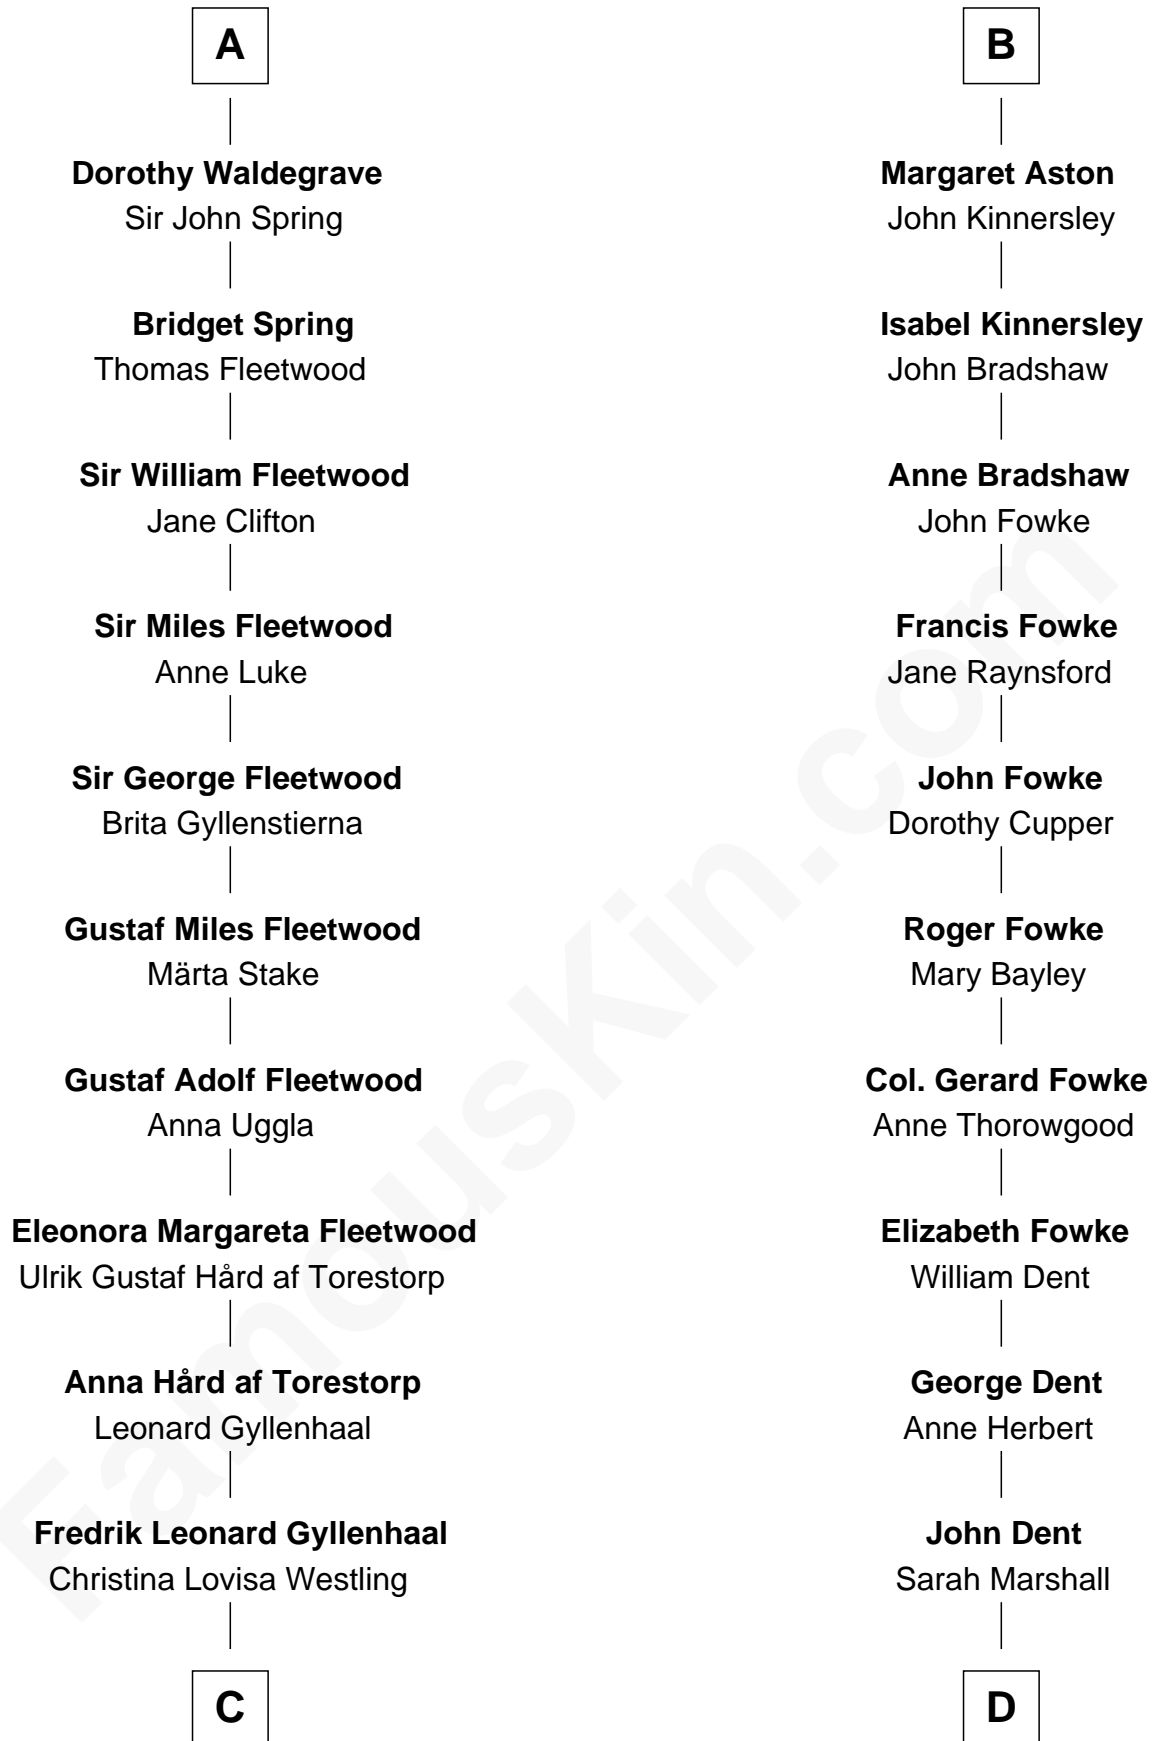 A
Dorothy Waldegrave
Sir John Spring
Bridget Spring
Thomas Fleetwood
Sir William Fleetwood
Jane Clifton
Sir Miles Fleetwood
Anne Luke
Sir George Fleetwood
Brita Gyllenstierna
Gustaf Miles Fleetwood
Märta Stake
Gustaf Adolf Fleetwood
Anna Uggla
Eleonora Margareta Fleetwood
Ulrik Gustaf Hård af Torestorp
Anna Hård af Torestorp
Leonard Gyllenhaal
Fredrik Leonard Gyllenhaal
Christina Lovisa Westling
C
B
Margaret Aston
John Kinnersley
Isabel Kinnersley
John Bradshaw
Anne Bradshaw
John Fowke
Francis Fowke
Jane Raynsford
John Fowke
Dorothy Cupper
Roger Fowke
Mary Bayley
Col. Gerard Fowke
Anne Thorowgood
Elizabeth Fowke
William Dent
George Dent
Anne Herbert
John Dent
Sarah Marshall
D
FamousKin.com